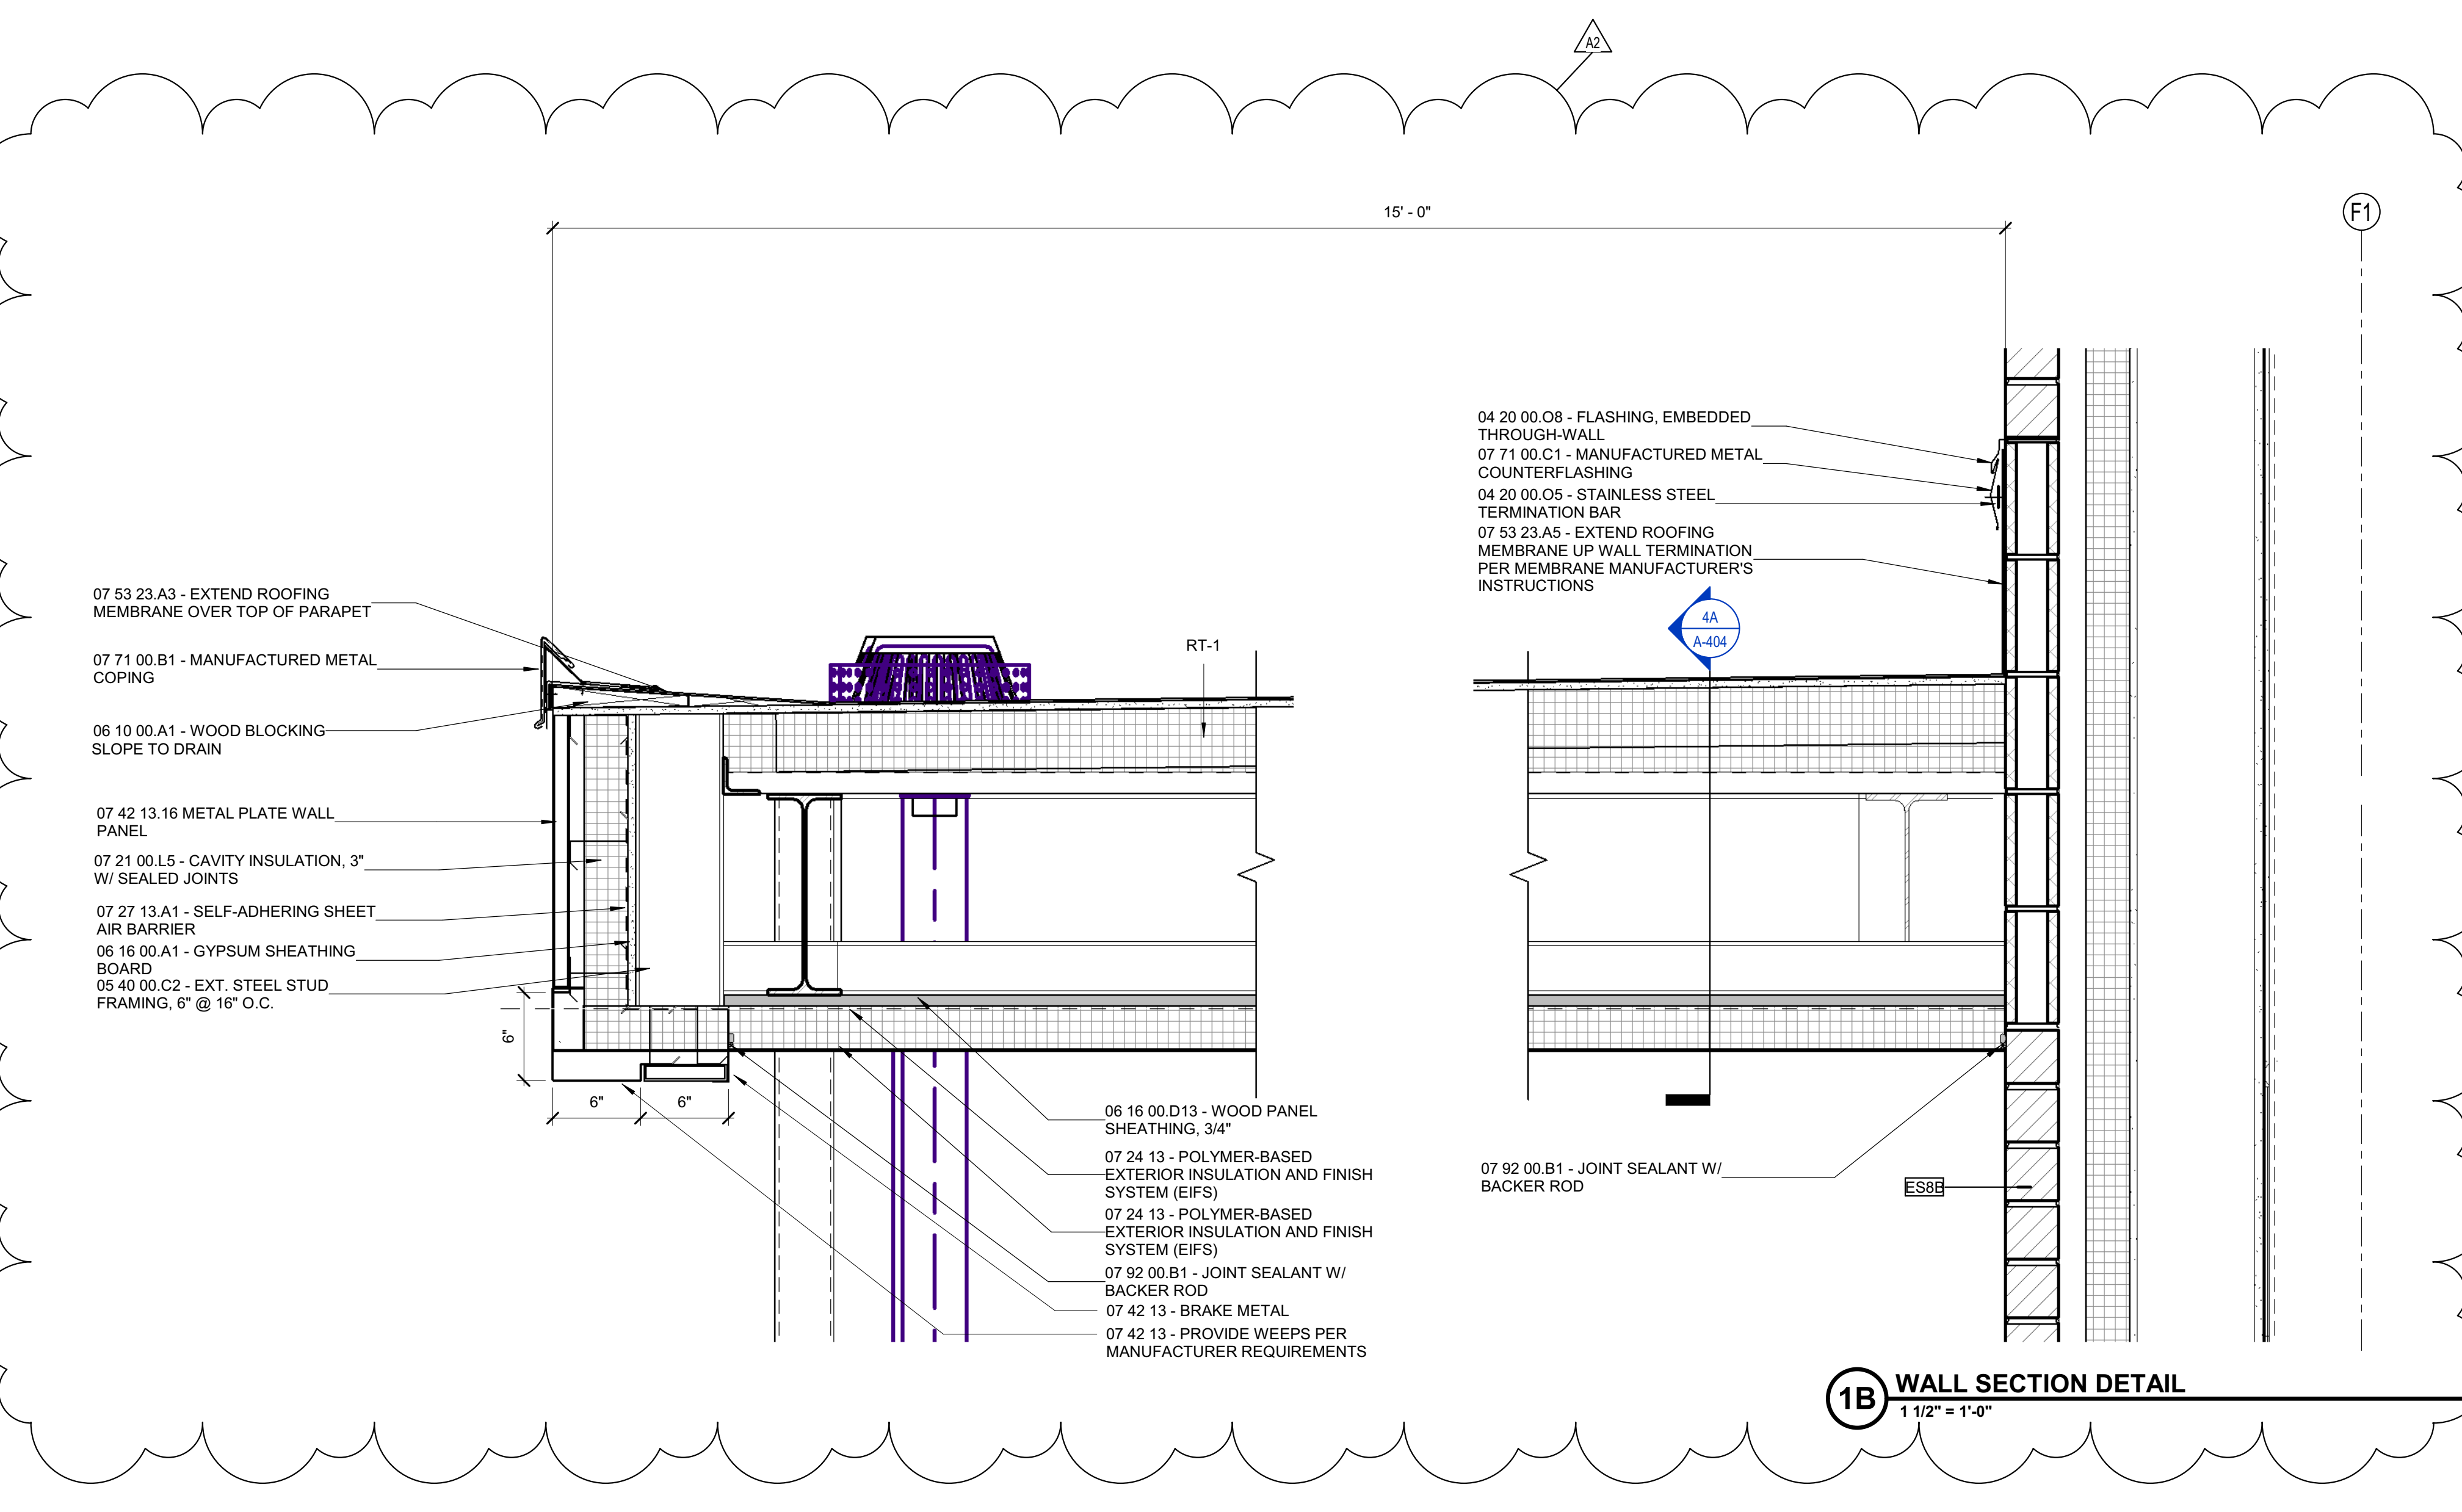 A2
15' - 0"
F1
04 20 00.O8 - FLASHING, EMBEDDED
THROUGH-WALL
07 71 00.C1 - MANUFACTURED METAL
COUNTERFLASHING
04 20 00.O5 - STAINLESS STEEL
TERMINATION BAR
07 53 23.A5 - EXTEND ROOFING
MEMBRANE UP WALL TERMINATION
PER MEMBRANE MANUFACTURER'S
INSTRUCTIONS
4A
A-404
RT-1
07 53 23.A3 - EXTEND ROOFING
MEMBRANE OVER TOP OF PARAPET
07 71 00.B1 - MANUFACTURED METAL
COPING
06 10 00.A1 - WOOD BLOCKING
SLOPE TO DRAIN
07 42 13.16 METAL PLATE WALL
PANEL
07 21 00.L5 - CAVITY INSULATION, 3"
W/ SEALED JOINTS
07 27 13.A1 - SELF-ADHERING SHEET
AIR BARRIER
06 16 00.A1 - GYPSUM SHEATHING
BOARD
05 40 00.C2 - EXT. STEEL STUD
FRAMING, 6" @ 16" O.C.
6"
6"
6"
06 16 00.D13 - WOOD PANEL
SHEATHING, 3/4"
07 24 13 - POLYMER-BASED
EXTERIOR INSULATION AND FINISH
SYSTEM (EIFS)
07 24 13 - POLYMER-BASED
EXTERIOR INSULATION AND FINISH
SYSTEM (EIFS)
07 92 00.B1 - JOINT SEALANT W/
BACKER ROD
07 42 13 - BRAKE METAL
07 42 13 - PROVIDE WEEPS PER
MANUFACTURER REQUIREMENTS
07 92 00.B1 - JOINT SEALANT W/
BACKER ROD
ES8B
1B
WALL SECTION DETAIL
1 1/2" = 1'-0"